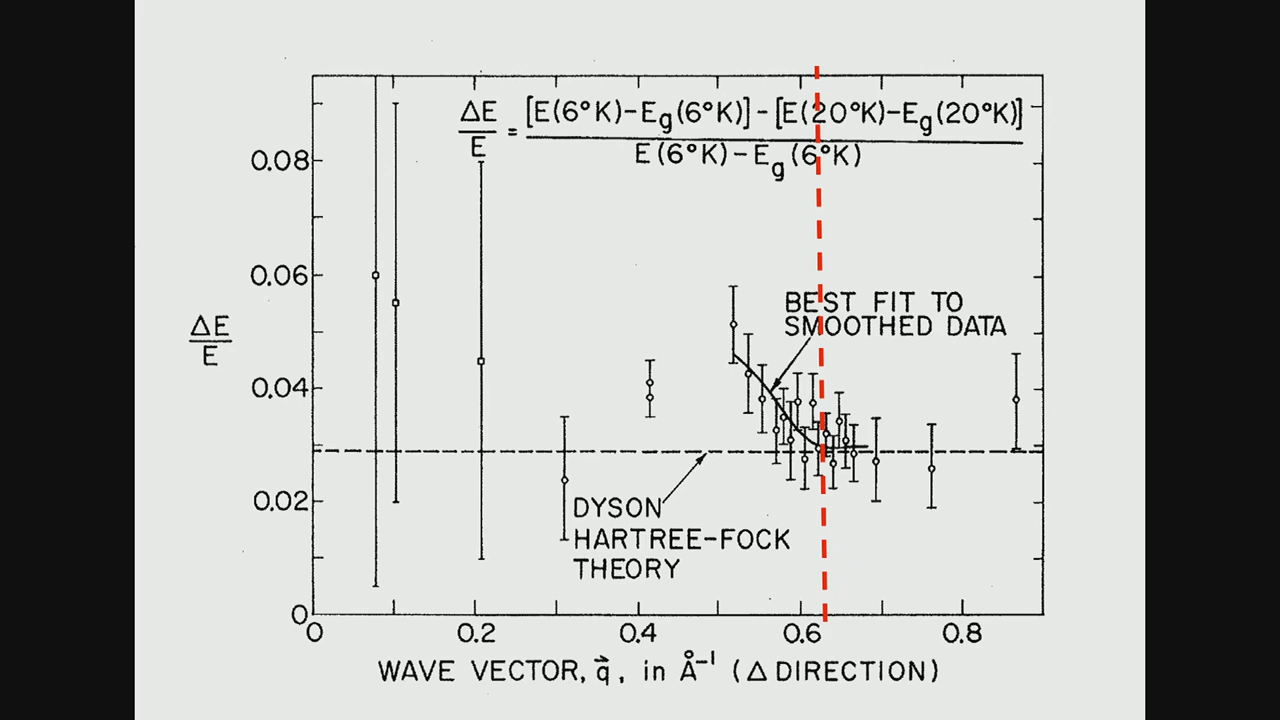 ΔE/E = [E(6°K)-Eg(6°K)] - [E(20°K)-Eg(20°K)]
E(6°K)-Eg(6°K)
0.08
0.06
BEST FIT TO
SMOOTHED DATA
ΔE/E
0.04
0.02
DYSON
HARTREE-FOCK
THEORY
0
0 0.2 0.4 0.6 0.8
WAVE VECTOR, q⃗, in Å⁻¹ (Δ DIRECTION)